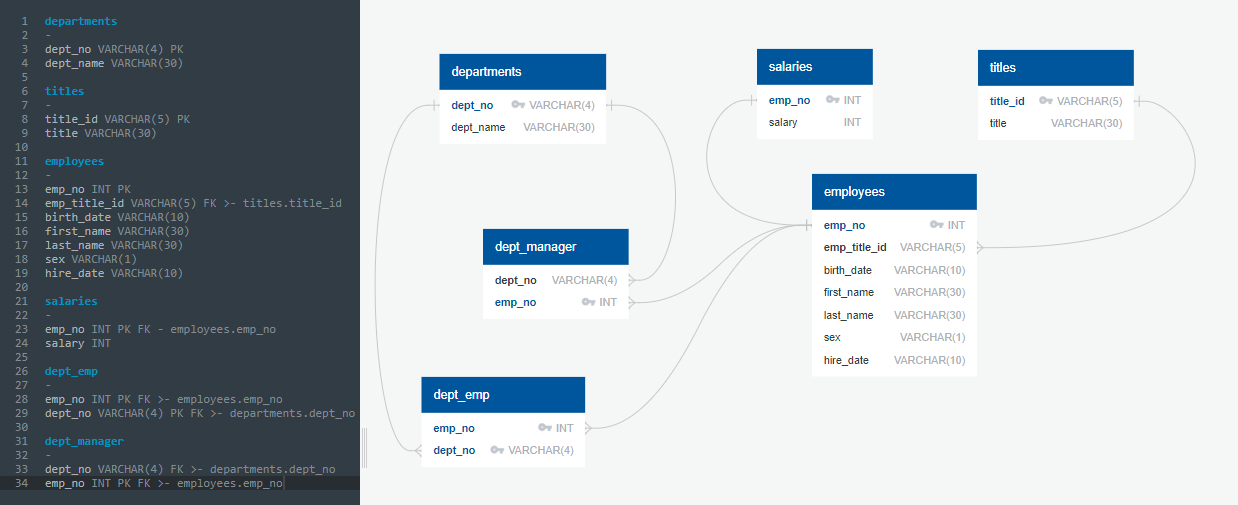 1 departments
2 -
3 dept_no VARCHAR(4) PK
4 dept_name VARCHAR(30)
5
6 titles
7 -
8 title_id VARCHAR(5) PK
9 title VARCHAR(30)
10
11 employees
12 -
13 emp_no INT PK
14 emp_title_id VARCHAR(5) FK >- titles.title_id
15 birth_date VARCHAR(10)
16 first_name VARCHAR(30)
17 last_name VARCHAR(30)
18 sex VARCHAR(1)
19 hire_date VARCHAR(10)
20
21 salaries
22 -
23 emp_no INT PK FK - employees.emp_no
24 salary INT
25
26 dept_emp
27 -
28 emp_no INT PK FK >- employees.emp_no
29 dept_no VARCHAR(4) PK FK >- departments.dept_no
30
31 dept_manager
32 -
33 dept_no VARCHAR(4) FK >- departments.dept_no
34 emp_no INT PK FK >- employees.emp_no
departments
dept_no VARCHAR(4)
dept_name VARCHAR(30)
salaries
emp_no INT
salary INT
titles
title_id VARCHAR(5)
title VARCHAR(30)
employees
emp_no INT
emp_title_id VARCHAR(5)
birth_date VARCHAR(10)
first_name VARCHAR(30)
last_name VARCHAR(30)
sex VARCHAR(1)
hire_date VARCHAR(10)
dept_manager
dept_no VARCHAR(4)
emp_no INT
dept_emp
emp_no INT
dept_no VARCHAR(4)